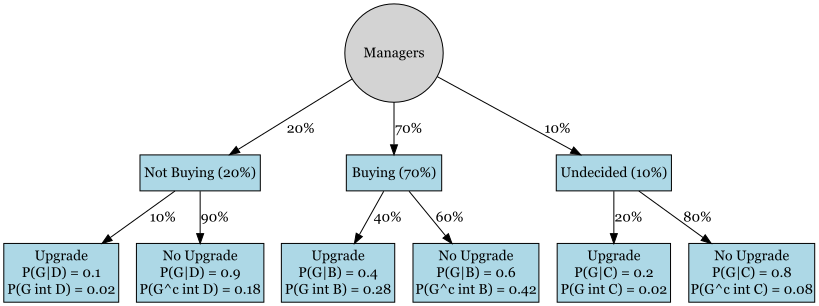 Managers
20%
70%
10%
Not Buying (20%)
Buying (70%)
Undecided (10%)
10%
90%
40%
60%
20%
80%
Upgrade
P(G|D) = 0.1
P(G int D) = 0.02
No Upgrade
P(G|D) = 0.9
P(G^c int D) = 0.18
Upgrade
P(G|B) = 0.4
P(G int B) = 0.28
No Upgrade
P(G|B) = 0.6
P(G^c int B) = 0.42
Upgrade
P(G|C) = 0.2
P(G int C) = 0.02
No Upgrade
P(G|C) = 0.8
P(G^c int C) = 0.08